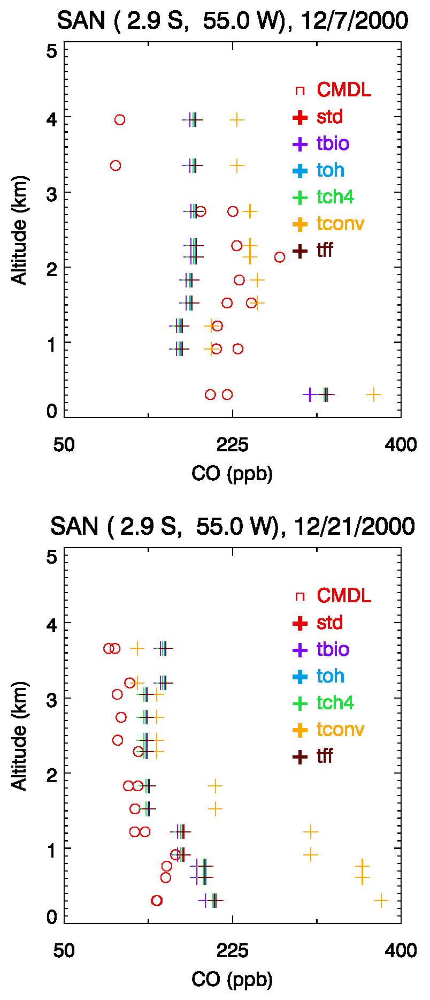 SAN ( 2.9 S,  55.0 W), 12/7/2000
5
4
3
2
1
0
Altitude (km)
CMDL
std
tbio
toh
tch4
tconv
tff
50 225 400
CO (ppb)
SAN ( 2.9 S,  55.0 W), 12/21/2000
5
4
3
2
1
0
Altitude (km)
CMDL
std
tbio
toh
tch4
tconv
tff
50 225 400
CO (ppb)